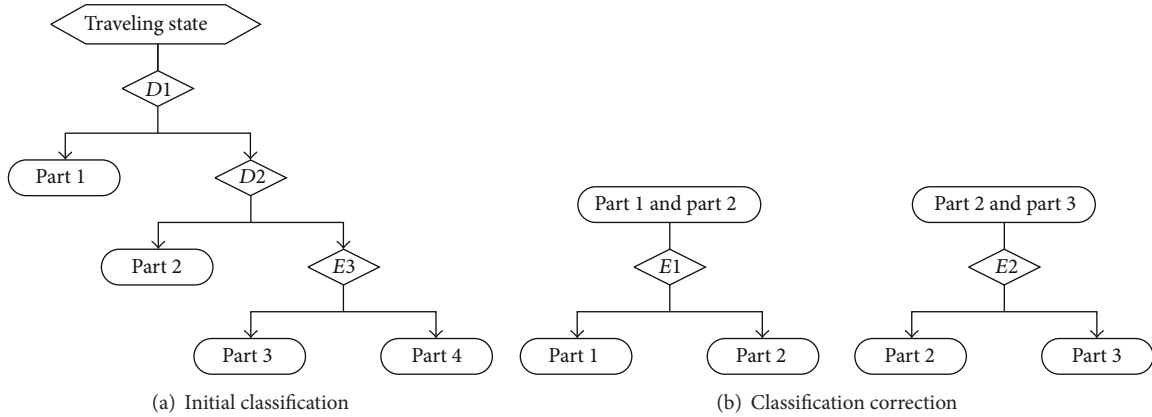 Traveling state
D1
Part 1
D2
Part 2
E3
Part 3
Part 4
(a) Initial classification
Part 1 and part 2
E1
Part 1
Part 2
Part 2 and part 3
E2
Part 2
Part 3
(b) Classification correction